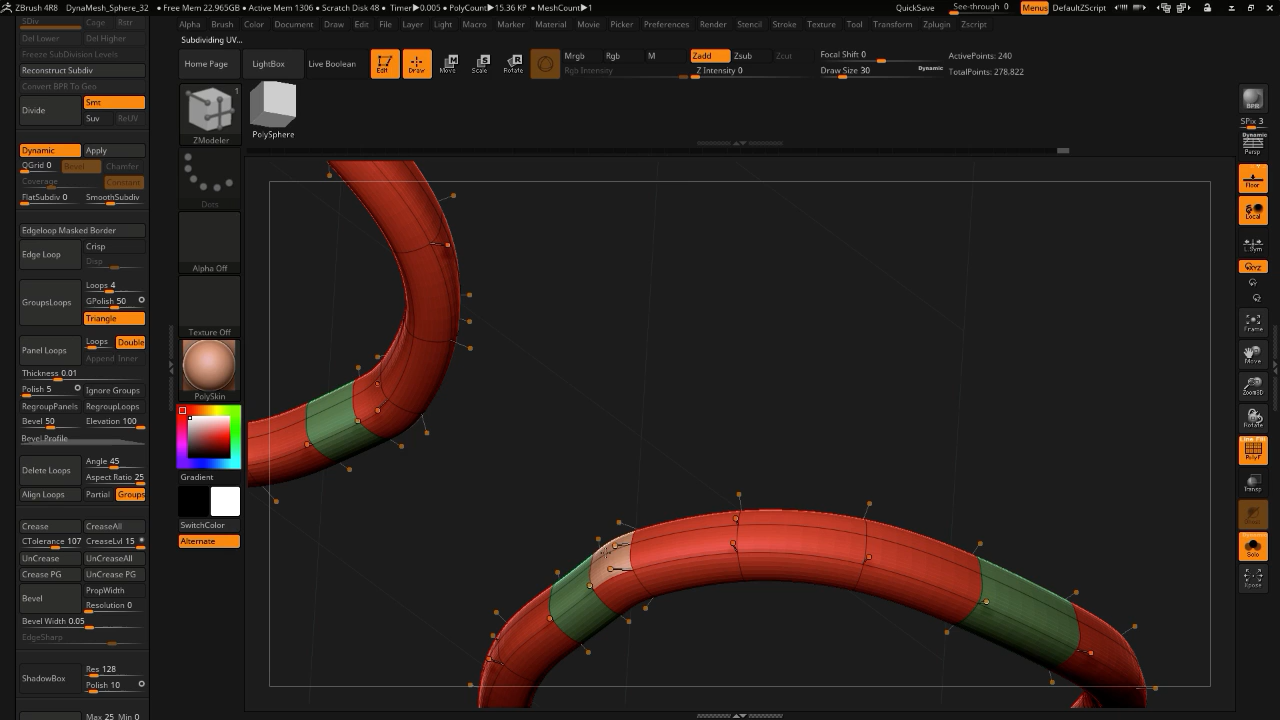 ZBrush 4R8 DynaMesh_Sphere_32 • Free Mem 22.965GB • Active Mem 1306 • Scratch Disk 48 • Timer▶0.005 • PolyCount▶15.36 KP • MeshCount▶1 QuickSave See-through 0 Menus DefaultZScript
Alpha Brush Color Document Draw Edit File Layer Light Macro Marker Material Movie Picker Preferences Render Stencil Stroke Texture Tool Transform Zplugin Zscript
SDiv Cage Rstr
Del Lower Del Higher
Freeze SubDivision Levels
Reconstruct Subdiv
Convert BPR To Geo
Divide Smt
Suv ReUV
Dynamic Apply
QGrid 0 Bevel Chamfer
Coverage Constant
FlatSubdiv 0 SmoothSubdiv
Edgeloop Masked Border
Edge Loop Crisp
Disp
GroupsLoops Loops 4
GPolish 50
Triangle
Panel Loops Loops Double
Append Inner
Thickness 0.01
Polish 5 Ignore Groups
RegroupPanels RegroupLoops
Bevel 50 Elevation 100
Bevel Profile
Delete Loops Angle 45
Aspect Ratio 25
Align Loops Partial Groups
Crease CreaseAll
CTolerance 107 CreaseLvl 15
UnCrease UnCreaseAll
Crease PG UnCrease PG
Bevel PropWidth
Resolution 0
Bevel Width 0.05
EdgeSharp
ShadowBox Res 128
Polish 10
Max 25 Min 0
Subdividing UV...
Home Page LightBox Live Boolean Edit Draw Move Scale Rotate
Mrgb Rgb M Zadd Zsub Zcut
Rgb Intensity Z Intensity 0
Focal Shift 0
Draw Size 30 Dynamic
ActivePoints: 240
TotalPoints: 278.822
1
ZModeler
PolySphere
Dots
Alpha Off
Texture Off
PolySkin
Gradient
SwitchColor
Alternate
BPR
SPix 3
Dynamic
Persp
Floor
Local
L.Sym
XYZ
Frame
Move
Zoom3D
Rotate
Line Fill
PolyF
Transp
Dynamic
Solo
Xpose